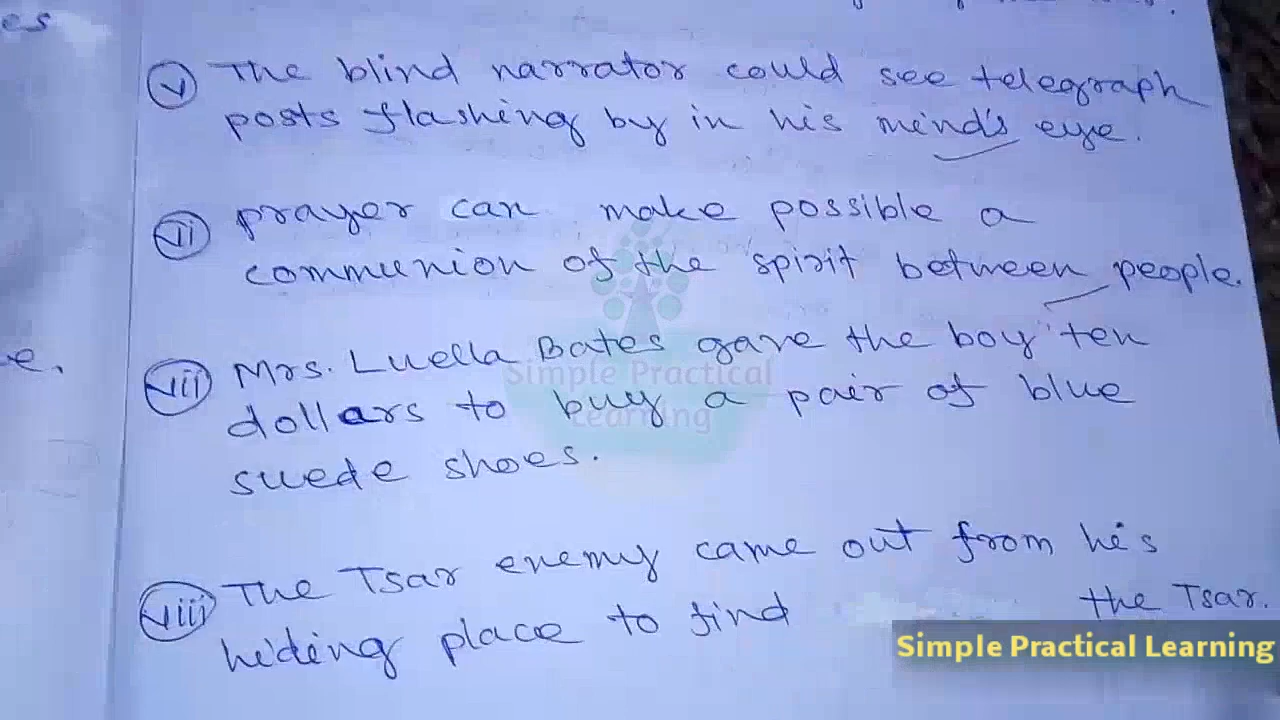 es
e.
(v) The blind narrator could see telegraph
posts flashing by in his mind's eye.
(vi) prayer can make possible a
communion of the spirit between people.
(vii) Mrs. Luella Bates gave the boy ten
dollars to buy a pair of blue
suede shoes.
(viii) The Tsar enemy came out from his
hiding place to find the Tsar.
Simple Practical
Learning
Simple Practical Learning